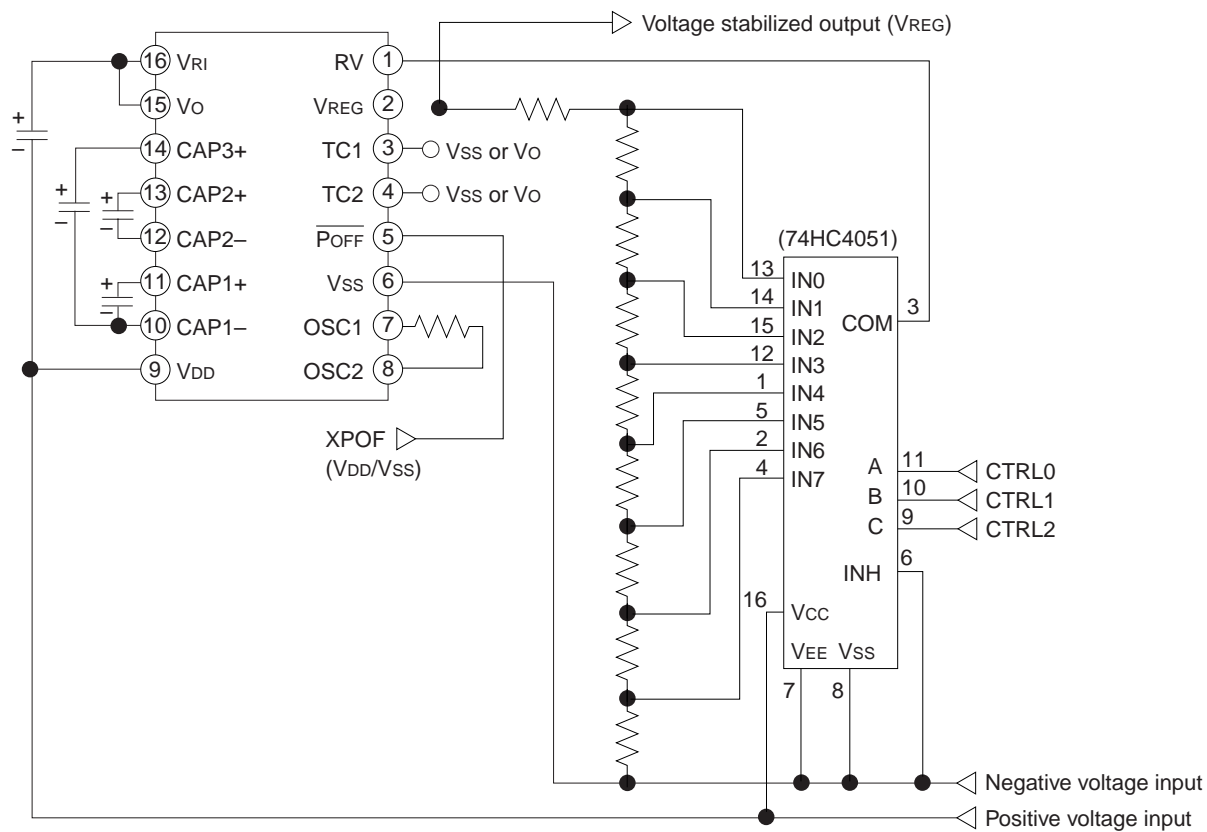 Voltage stabilized output (VREG)
16 VRI RV 1
15 VO VREG 2
14 CAP3+ TC1 3 VSS or VO
13 CAP2+ TC2 4 VSS or VO
12 CAP2– POFF 5
11 CAP1+ VSS 6
10 CAP1– OSC1 7
9 VDD OSC2 8
+
–
+
–
+
–
+
–
XPOF
(VDD/VSS)
(74HC4051)
13 IN0
14 IN1
15 IN2
12 IN3
1 IN4
5 IN5
2 IN6
4 IN7
COM 3
A 11 CTRL0
B 10 CTRL1
C 9 CTRL2
INH 6
16 VCC
VEE VSS
7 8
Negative voltage input
Positive voltage input